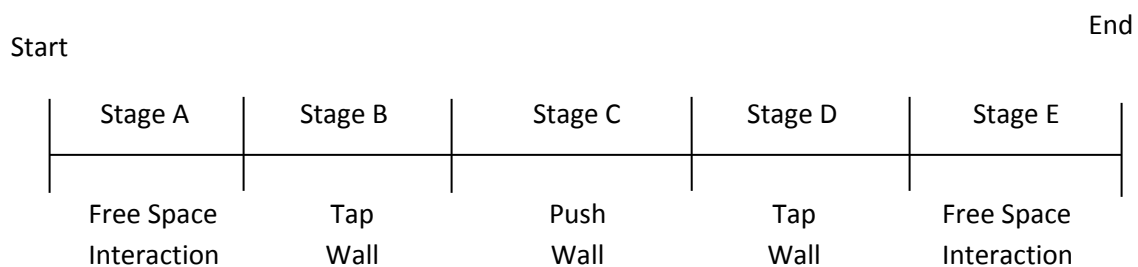 End
Start
Stage A Stage B Stage C Stage D Stage E
Free Space Tap Push Tap Free Space
Interaction Wall Wall Wall Interaction